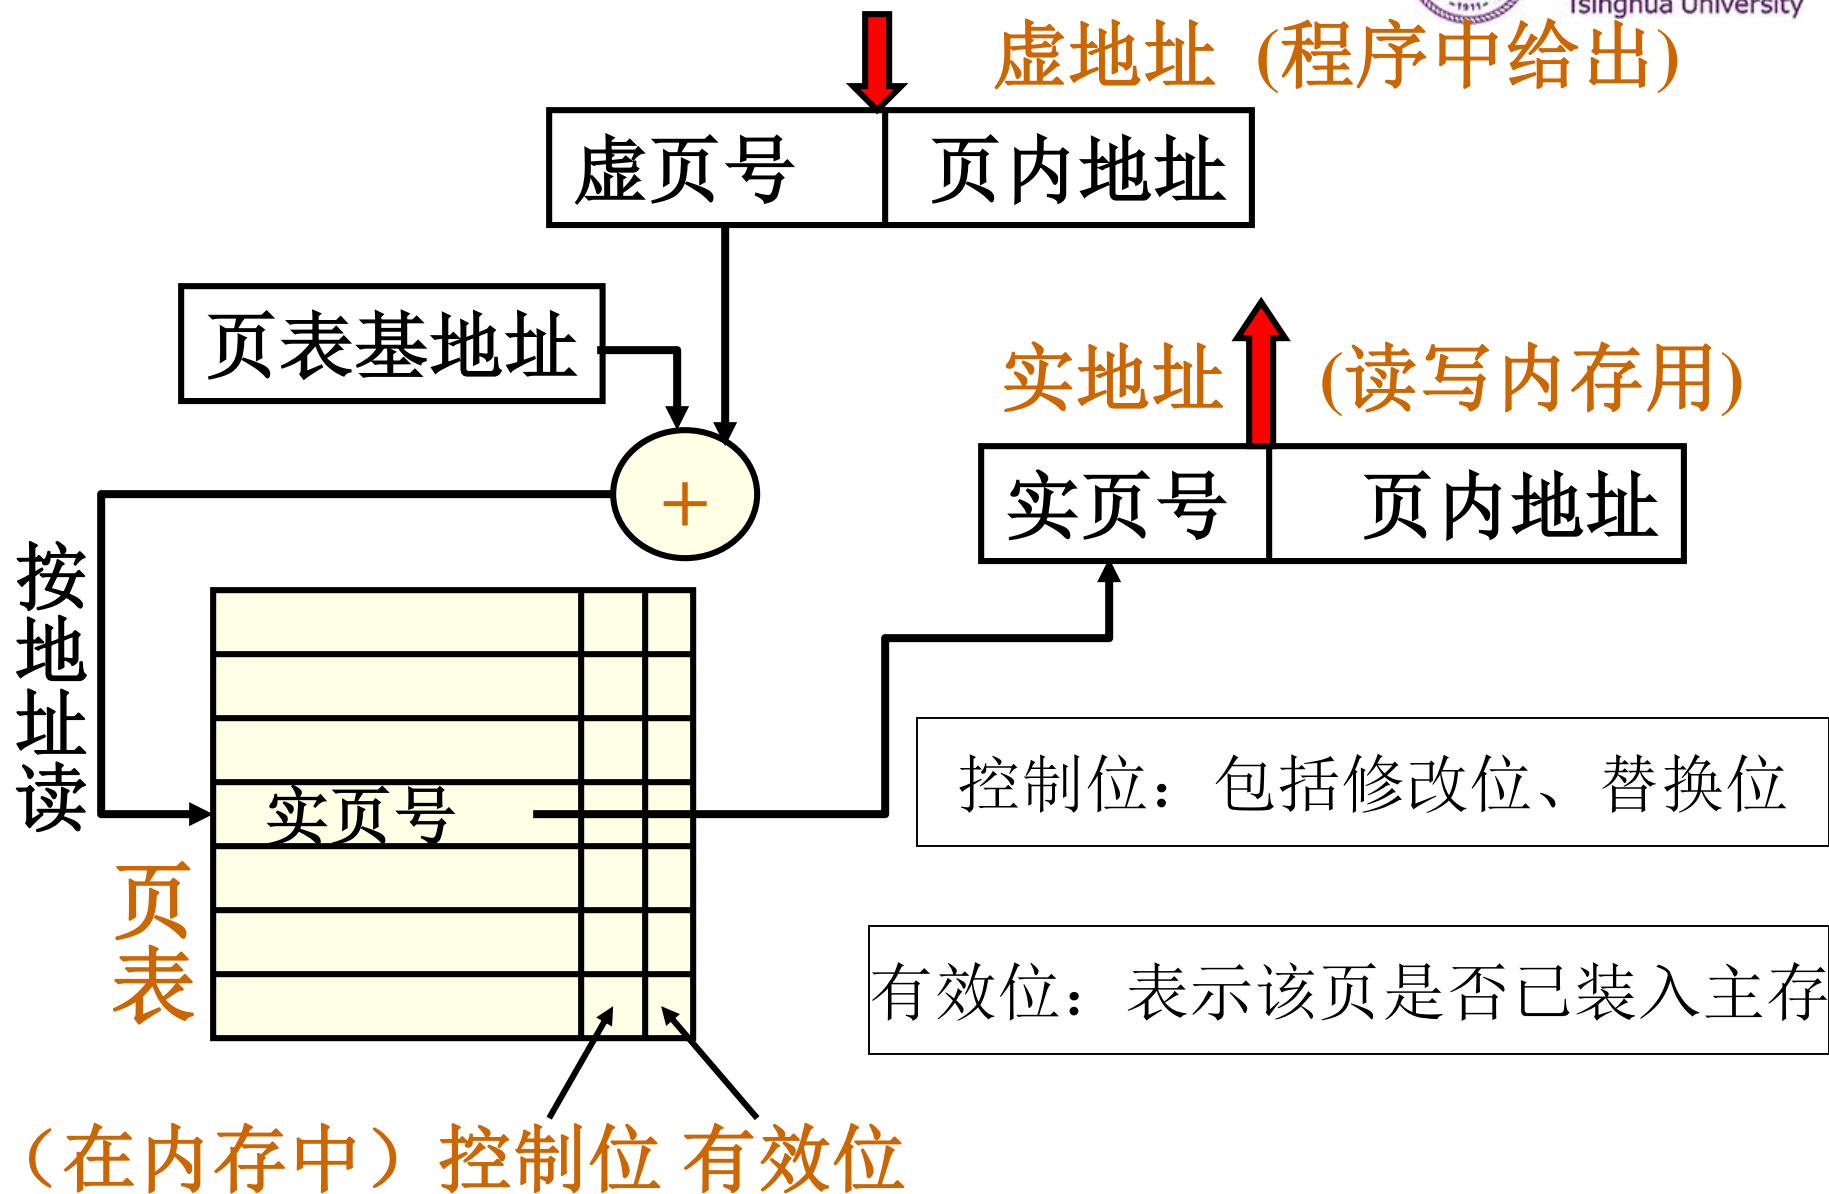 ~1911~
Tsinghua University
虚地址 (程序中给出)
虚页号 页内地址
页表基地址
实地址 (读写内存用)
实页号 页内地址
+
按地址读
实页号
页表
控制位：包括修改位、替换位
有效位：表示该页是否已装入主存
（在内存中）控制位 有效位